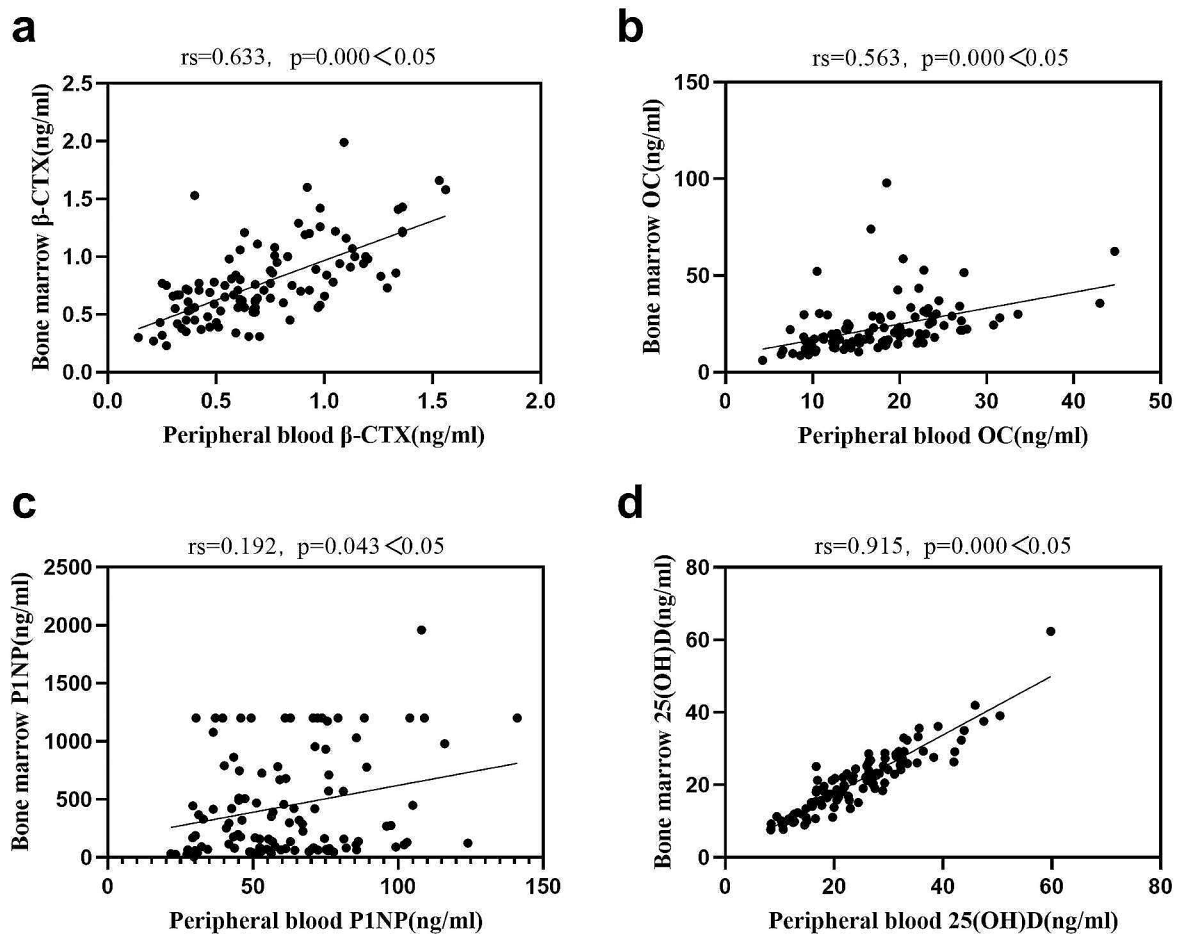 a
rs=0.633, p=0.000<0.05
2.5
2.0
1.5
1.0
0.5
0.0
Bone marrow β-CTX(ng/ml)
0.0 0.5 1.0 1.5 2.0
Peripheral blood β-CTX(ng/ml)
b
rs=0.563, p=0.000<0.05
150
100
50
0
Bone marrow OC(ng/ml)
0 10 20 30 40 50
Peripheral blood OC(ng/ml)
c
rs=0.192, p=0.043<0.05
2500
2000
1500
1000
500
0
Bone marrow P1NP(ng/ml)
0 50 100 150
Peripheral blood P1NP(ng/ml)
d
rs=0.915, p=0.000<0.05
80
60
40
20
0
Bone marrow 25(OH)D(ng/ml)
0 20 40 60 80
Peripheral blood 25(OH)D(ng/ml)